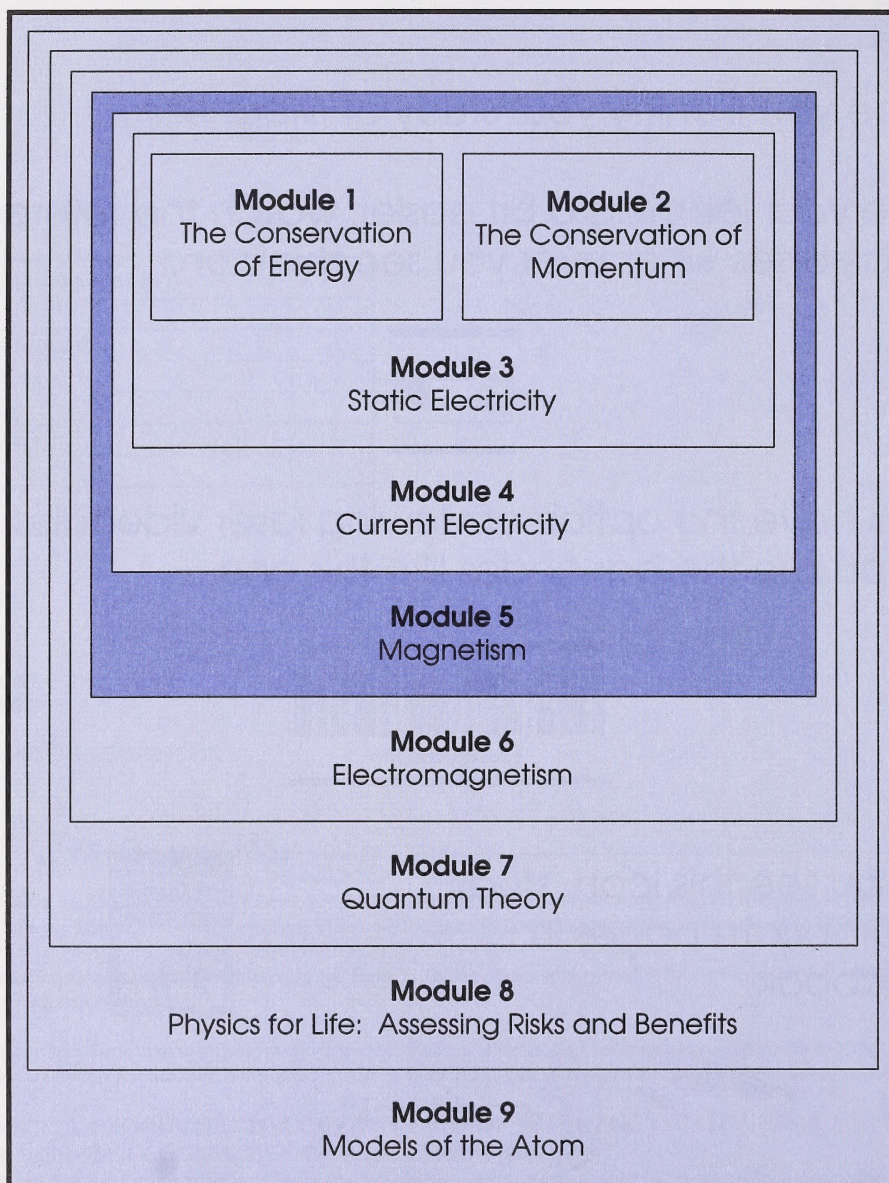 Module 1
The Conservation
of Energy
Module 2
The Conservation of
Momentum
Module 3
Static Electricity
Module 4
Current Electricity
Module 5
Magnetism
Module 6
Electromagnetism
Module 7
Quantum Theory
Module 8
Physics for Life: Assessing Risks and Benefits
Module 9
Models of the Atom